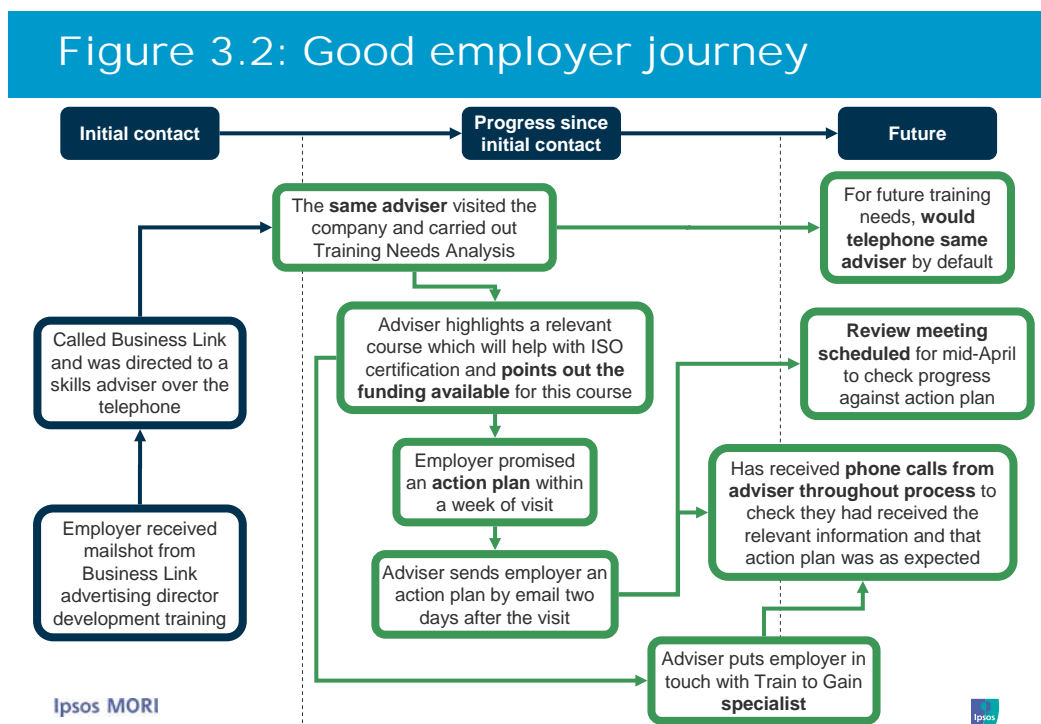 Figure 3.2: Good employer journey
Initial contact
Progress since
initial contact
Future
The same adviser visited the
company and carried out
Training Needs Analysis
For future training
needs, would
telephone same
adviser by default
Called Business Link
and was directed to a
skills adviser over the
telephone
Adviser highlights a relevant
course which will help with ISO
certification and points out the
funding available for this course
Review meeting
scheduled for mid-April
to check progress
against action plan
Employer promised
an action plan within
a week of visit
Has received phone calls from
adviser throughout process to
check they had received the
relevant information and that
action plan was as expected
Employer received
mailshot from
Business Link
advertising director
development training
Adviser sends employer an
action plan by email two
days after the visit
Adviser puts employer in
touch with Train to Gain
specialist
Ipsos MORI
Ipsos